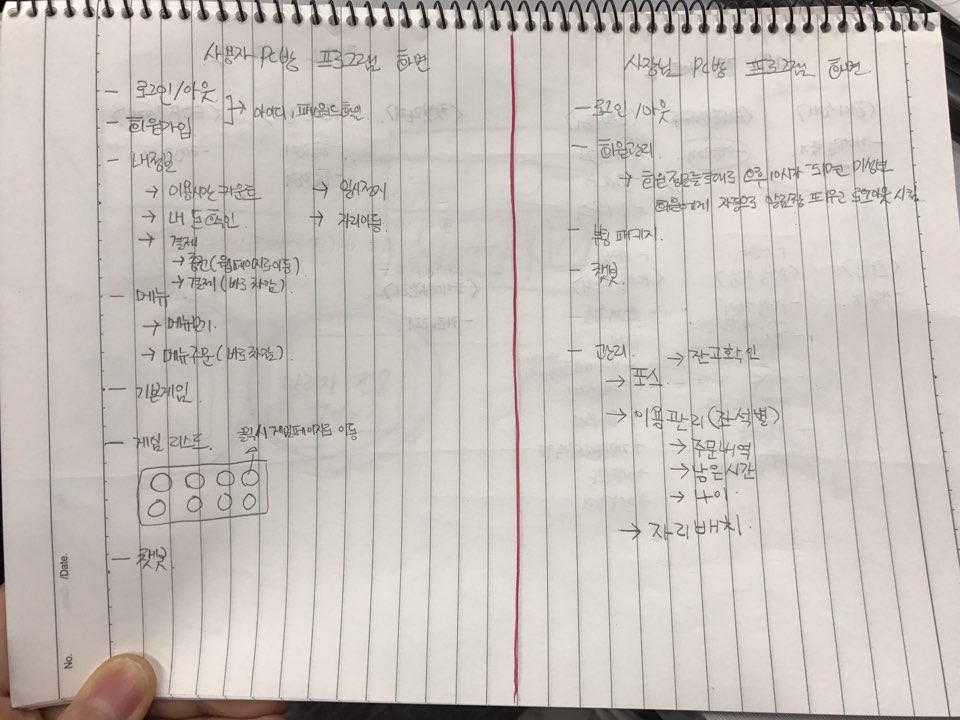 사용자 PC방 프로그램 화면
- 로그인/아웃
- 회원가입
→ 아이디, 패스워드 확인
- 내정보
→ 이용시간 카운트
→ 일시정지
→ 내 돈 확인
→ 자리이동
→ 결제
→ 충전(웹페이지로 이동)
→ 결제(바로차감)
- 메뉴
→ 메뉴보기
→ 메뉴주문(바로차감)
- 기본게임
- 게임 리스트
클릭시 게임페이지로 이동
- 챗봇
사장님 PC방 프로그램 화면
- 로그인/아웃
- 회원관리
→ 회원정보를 토대로 오후 10시가 되면 미성년
회원에게 자동으로 알림창 띄우고 로그아웃 시킴
- 패키지
- 챗봇
- 관리
→ 잔고확인
→ 포스
→ 이용관리(좌석별)
→ 주문내역
→ 남은시간
→ 나이
→ 자리배치
No.
/Date.